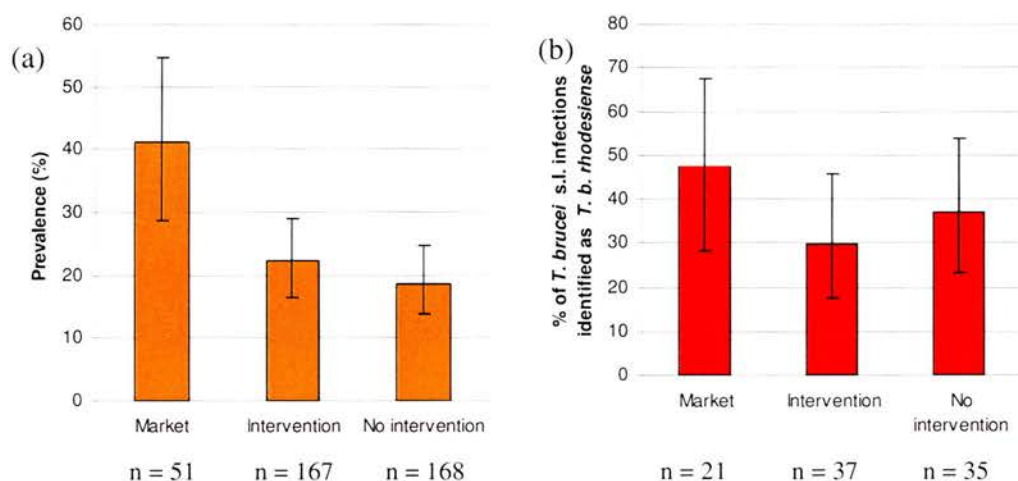 (a)
Prevalence (%)
60
50
40
30
20
10
0
Market Intervention No intervention
n = 51 n = 167 n = 168
(b)
% of T. brucei s.l. infections
identified as T. b. rhodesiense
80
70
60
50
40
30
20
10
0
Market Intervention No
intervention
n = 21 n = 37 n = 35